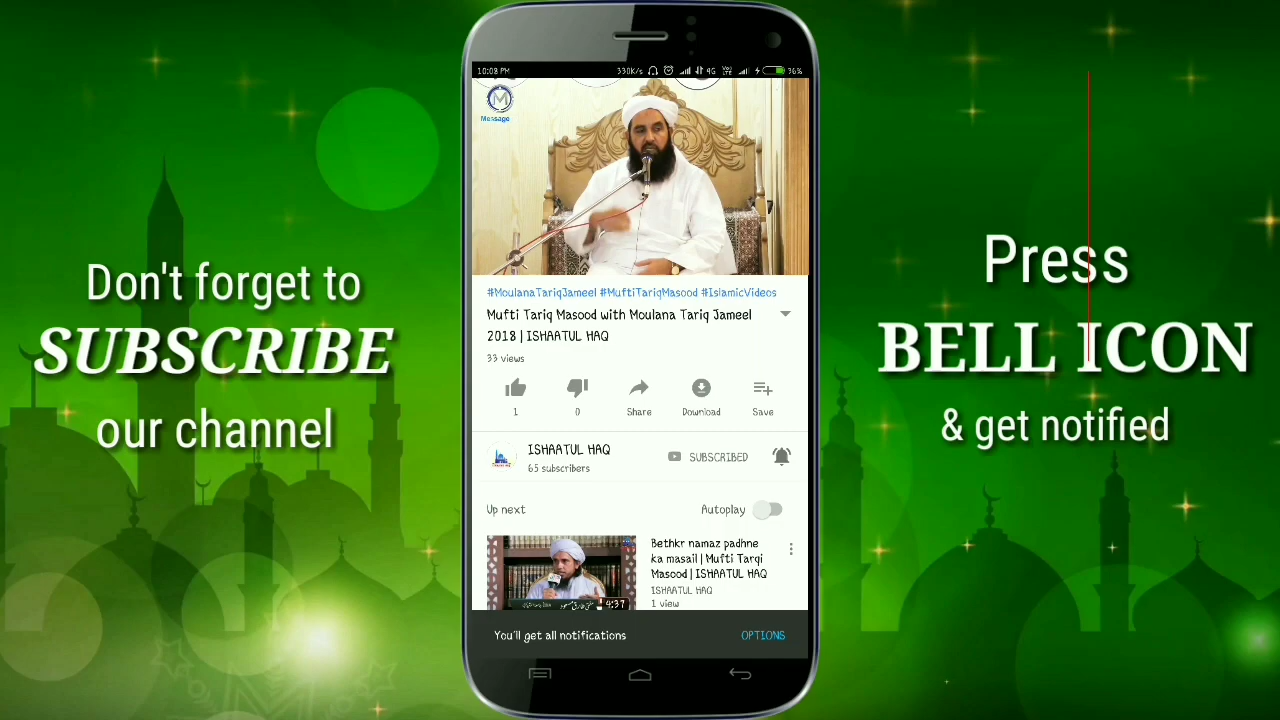 Don't forget to
SUBSCRIBE
our channel
10:08 PM 330K/s 4G VoLTE 36%
M
Message
#MoulanaTariqJameel #MuftiTariqMasood #IslamicVideos
Mufti Tariq Masood with Moulana Tariq Jameel
2018 | ISHAATUL HAQ
33 views
1 0 Share Download Save
ISHAATUL HAQ
65 subscribers
SUBSCRIBED
Up next Autoplay
Bethkr namaz padhne
ka masail | Mufti Tarqi
Masood | ISHAATUL HAQ
ISHAATUL HAQ
1 view
4:37
You'll get all notifications OPTIONS
Press
BELL ICON
& get notified